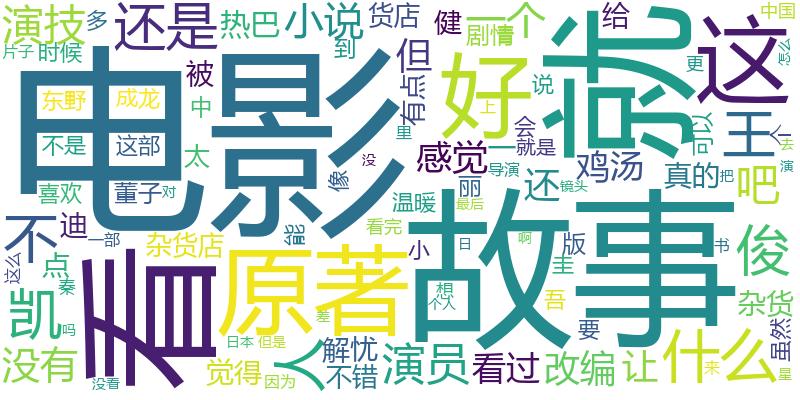 演技
多
还是
热巴
小说
货店
健
一个
给
中国
片子
时候
到
但
剧情
就
这
怎么
电影
被
好
更
东野
成龙
中
有点
说
上
可以
王
人
不是
这部
太
里
会
一
就是
去
喜欢
董子
对
像
没
感觉
导演
鸡汤
真的
把
演
不
迪
一部
能
温暖
丽
还
镜头
吧
这么
点
杂货店
看完
最后
故事
版
俊
看
原著
小
日
啊
书
凯
秦
吗
想
个人
圭
吾
杂货
虽然
没有
没看
觉得
因为
人
日本
但是
差
解忧
不错
演员
看过
改编
要
让
什么
来
星